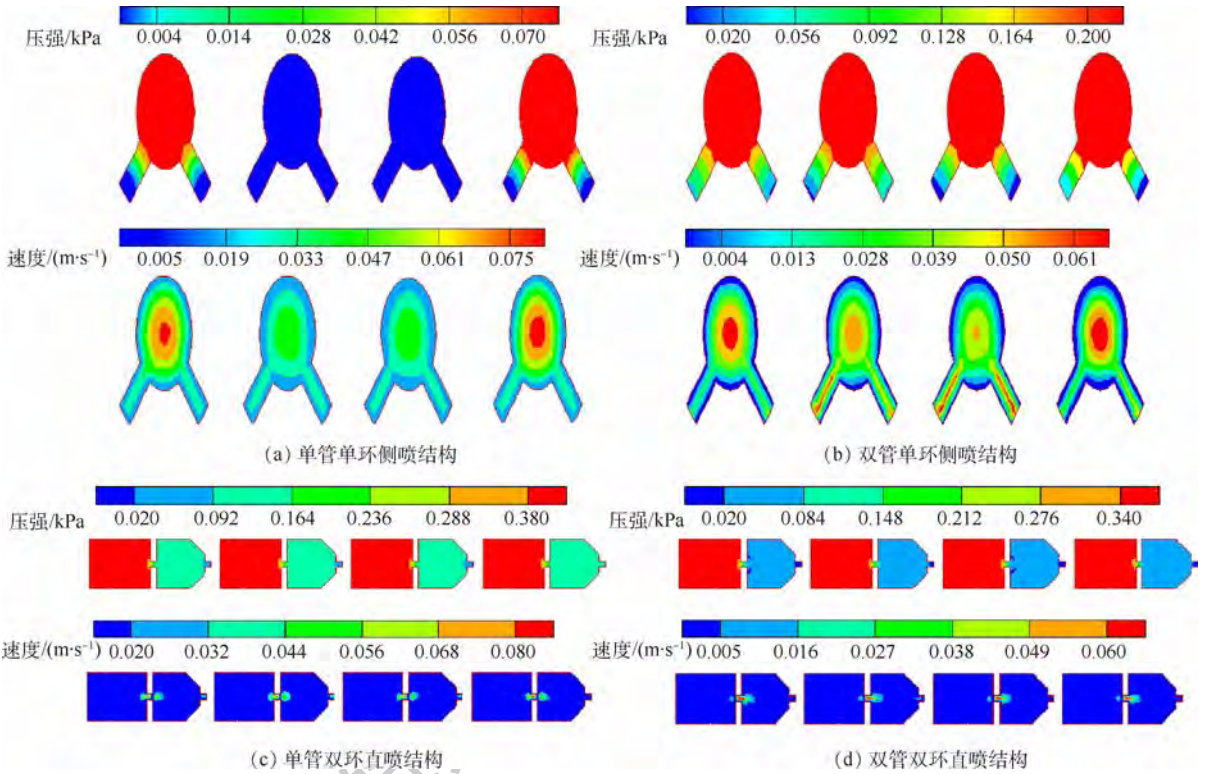 压强/kPa 0.004 0.014 0.028 0.042 0.056 0.070
压强/kPa 0.020 0.056 0.092 0.128 0.164 0.200
速度/(m·s⁻¹) 0.005 0.019 0.033 0.047 0.061 0.075
速度/(m·s⁻¹) 0.004 0.013 0.028 0.039 0.050 0.061
(a) 单管单环侧喷结构
(b) 双管单环侧喷结构
压强/kPa 0.020 0.092 0.164 0.236 0.288 0.380
压强/kPa 0.020 0.084 0.148 0.212 0.276 0.340
速度/(m·s⁻¹) 0.020 0.032 0.044 0.056 0.068 0.080
速度/(m·s⁻¹) 0.005 0.016 0.027 0.038 0.049 0.060
(c) 单管双环直喷结构
(d) 双管双环直喷结构